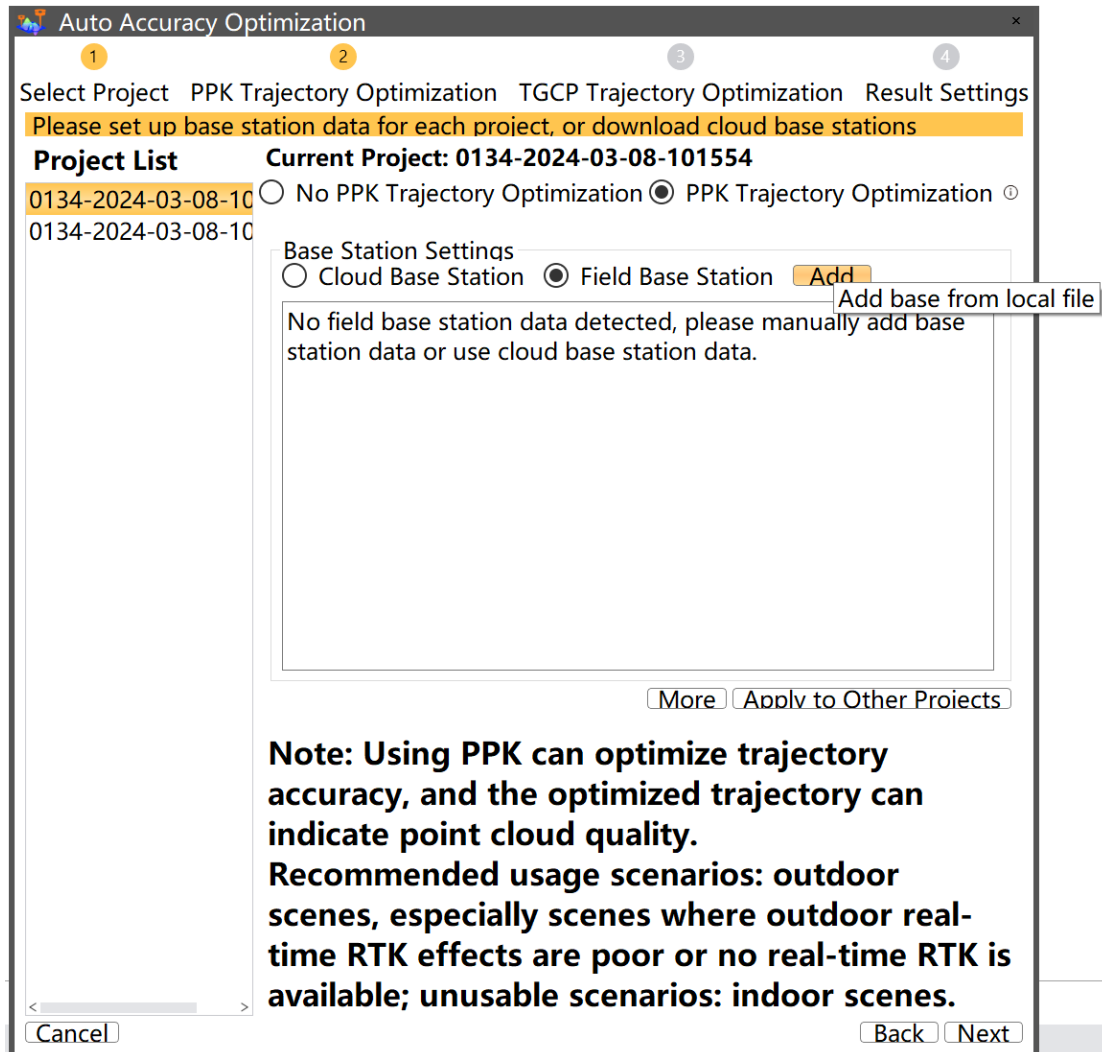 Auto Accuracy Optimization
×
1 2 3 4
Select Project PPK Trajectory Optimization TGCP Trajectory Optimization Result Settings
Please set up base station data for each project, or download cloud base stations
Project List
Current Project: 0134-2024-03-08-101554
0134-2024-03-08-10
0134-2024-03-08-10
No PPK Trajectory Optimization PPK Trajectory Optimization
Base Station Settings
Cloud Base Station Field Base Station Add
Add base from local file
No field base station data detected, please manually add base
station data or use cloud base station data.
More Apply to Other Projects
Note: Using PPK can optimize trajectory
accuracy, and the optimized trajectory can
indicate point cloud quality.
Recommended usage scenarios: outdoor
scenes, especially scenes where outdoor real-
time RTK effects are poor or no real-time RTK is
available; unusable scenarios: indoor scenes.
< >
Cancel Back Next